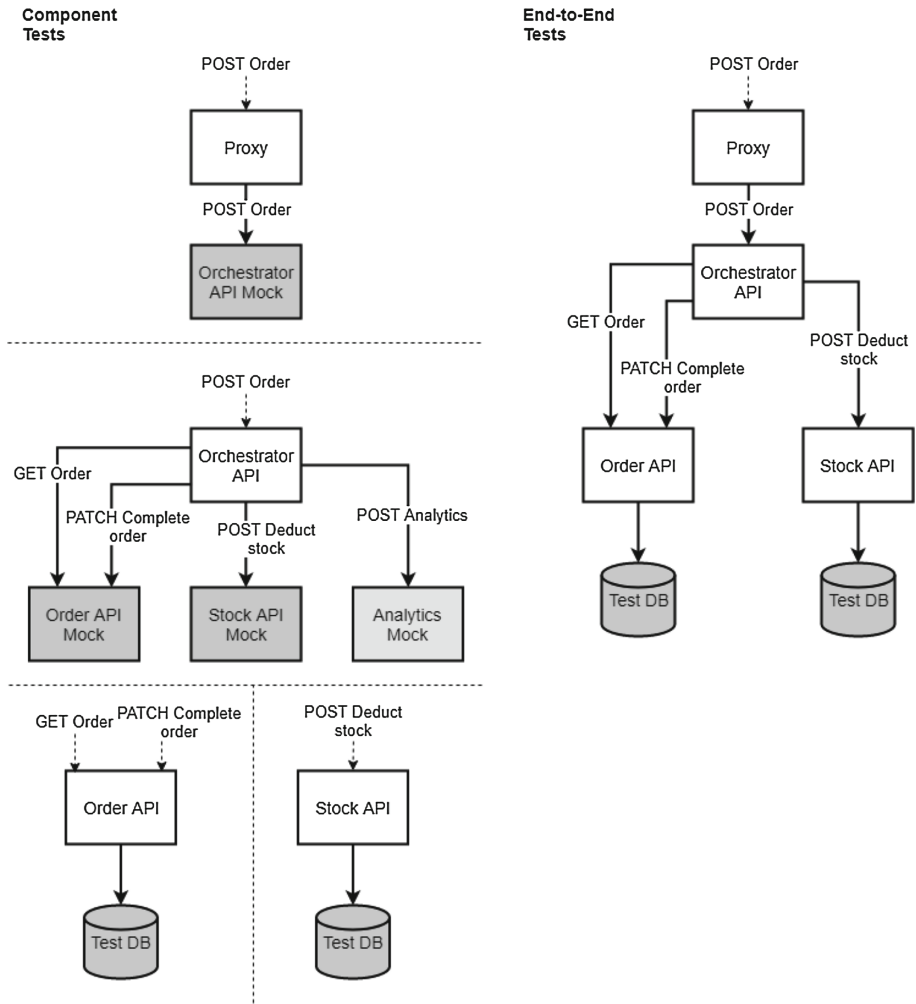 Component
Tests
POST Order
Proxy
POST Order
Orchestrator
API Mock
POST Order
Orchestrator
API
GET Order
PATCH Complete
order
POST Deduct
stock
POST Analytics
Order API
Mock
Stock API
Mock
Analytics
Mock
GET Order
PATCH Complete
order
Order API
Test DB
POST Deduct
stock
Stock API
Test DB
End-to-End
Tests
POST Order
Proxy
POST Order
Orchestrator
API
GET Order
PATCH Complete
order
POST Deduct
stock
Order API
Stock API
Test DB
Test DB